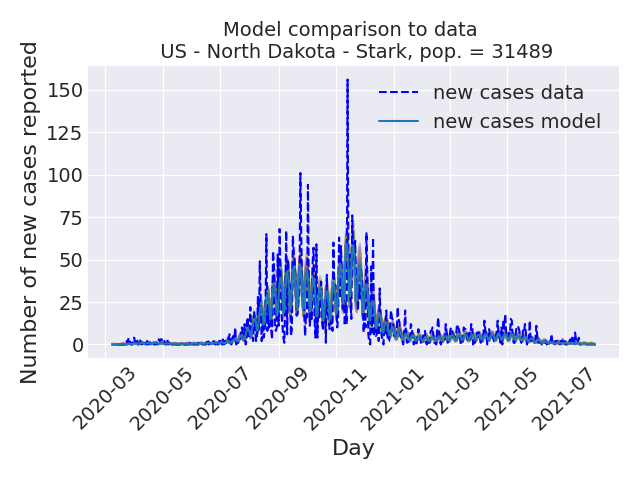 Model comparison to data
US - North Dakota - Stark, pop. = 31489
Number of new cases reported
150
125
100
75
50
25
0
new cases data
new cases model
2020-03
2020-05
2020-07
2020-09
2020-11
2021-01
2021-03
2021-05
2021-07
Day